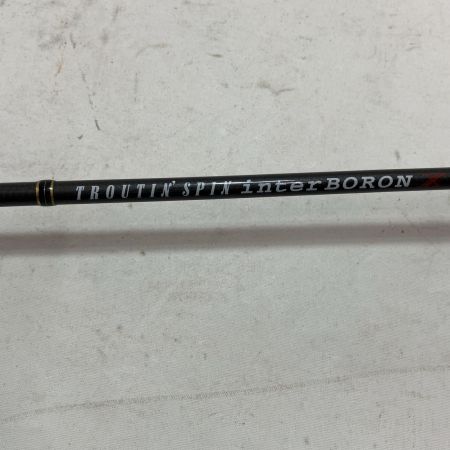 TROUTIN' SPIN interBORON X